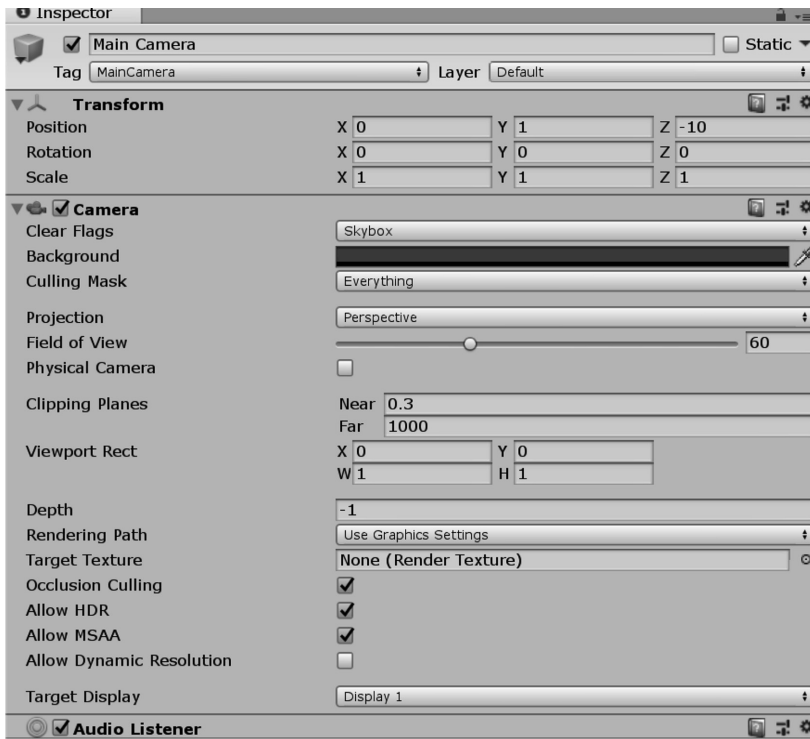 Inspector
Main Camera Static
Tag MainCamera Layer Default
Transform
Position X 0 Y 1 Z -10
Rotation X 0 Y 0 Z 0
Scale X 1 Y 1 Z 1
Camera
Clear Flags Skybox
Background
Culling Mask Everything
Projection Perspective
Field of View 60
Physical Camera
Clipping Planes Near 0.3
Far 1000
Viewport Rect X 0 Y 0
W 1 H 1
Depth -1
Rendering Path Use Graphics Settings
Target Texture None (Render Texture)
Occlusion Culling
Allow HDR
Allow MSAA
Allow Dynamic Resolution
Target Display Display 1
Audio Listener